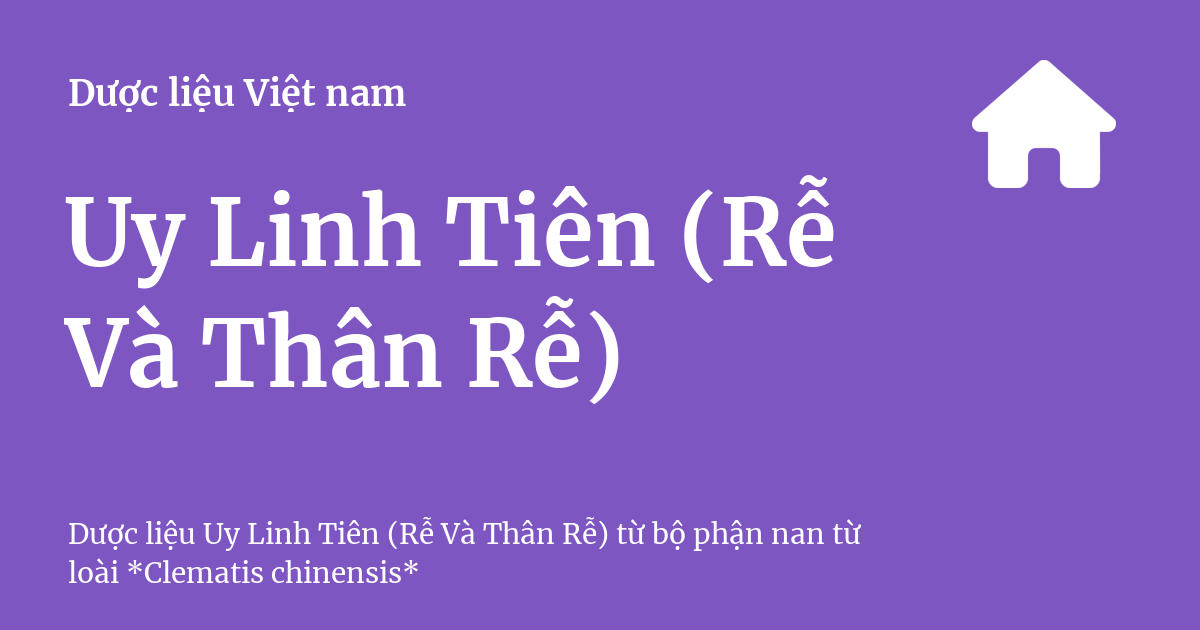 Dược liệu Việt nam
Uy Linh Tiên (Rễ
Và Thân Rễ)
Dược liệu Uy Linh Tiên (Rễ Và Thân Rễ) từ bộ phận nan từ
loài *Clematis chinensis*